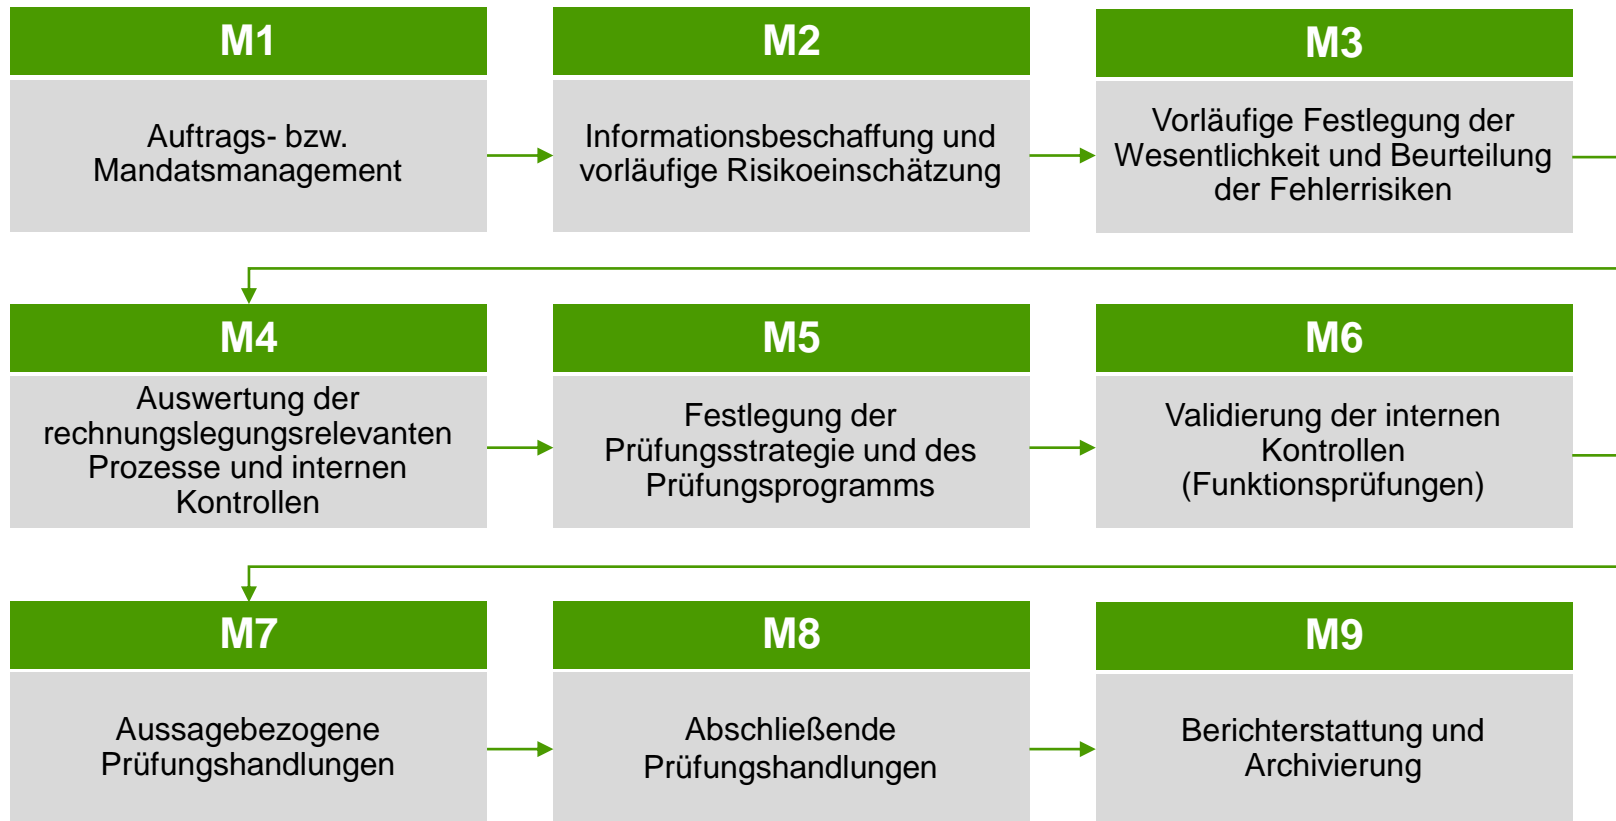 M1
Auftrags- bzw.
Mandatsmanagement
M2
Informationsbeschaffung und
vorläufige Risikoeinschätzung
M3
Vorläufige Festlegung der
Wesentlichkeit und Beurteilung
der Fehlerrisiken
M4
Auswertung der
rechnungslegungsrelevanten
Prozesse und internen
Kontrollen
M5
Festlegung der
Prüfungsstrategie und des
Prüfungsprogramms
M6
Validierung der internen
Kontrollen
(Funktionsprüfungen)
M7
Aussagebezogene
Prüfungshandlungen
M8
Abschließende
Prüfungshandlungen
M9
Berichterstattung und
Archivierung